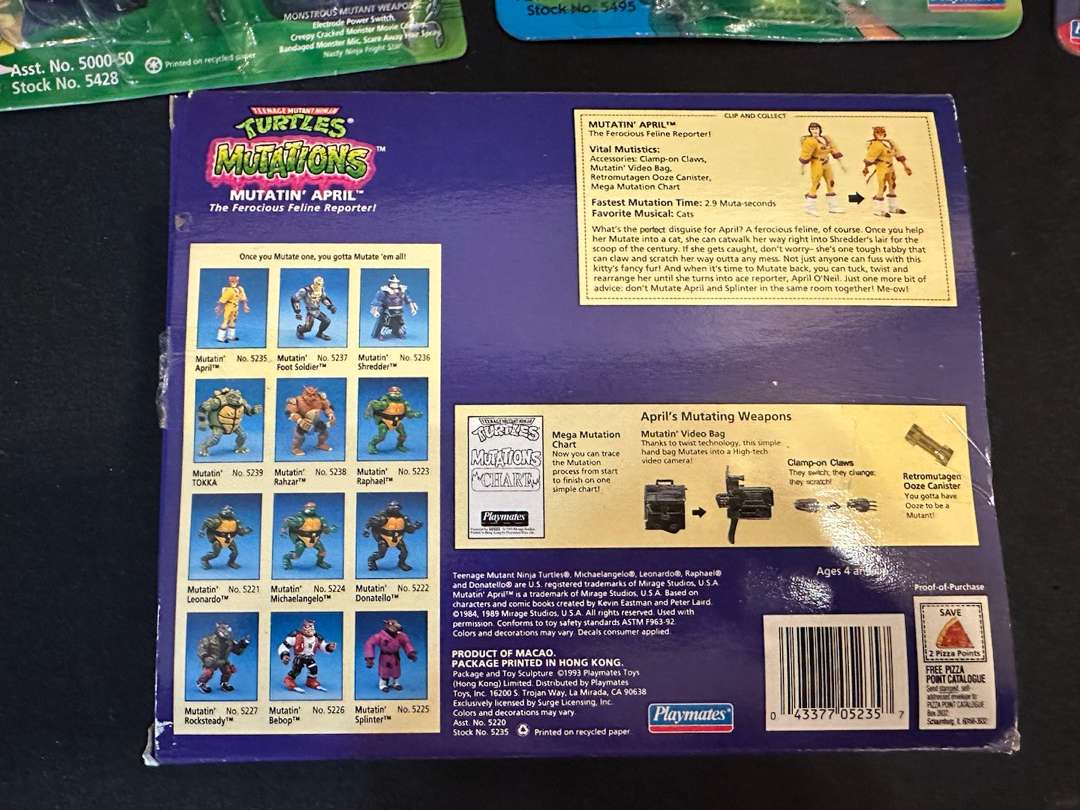 MONSTROUS MUTANT WEAPO
Electrode Power Switch,
Creepy Cracked Monster Movie
Bandaged Monster Mic, Scare Away Hair Spray,
Nasty Ninja Fright Star
Asst. No. 5000-50
Stock No. 5428
Printed on recycled paper
Stock No. 5495
TEENAGE MUTANT NINJA
TURTLES®
MUTATIONS™
MUTATIN' APRIL™
The Ferocious Feline Reporter!
Once you Mutate one, you gotta Mutate 'em all!
Mutatin' No. 5235
April™
Mutatin' No. 5237
Foot Soldier™
Mutatin' No. 5236
Shredder™
Mutatin' No. 5239
TOKKA
Mutatin' No. 5238
Rahzar™
Mutatin' No. 5223
Raphael™
Mutatin' No. 5221
Leonardo™
Mutatin' No. 5224
Michaelangelo™
Mutatin' No. 5222
Donatello™
Mutatin' No. 5227
Rocksteady™
Mutatin' No. 5226
Bebop™
Mutatin' No. 5225
Splinter™
CLIP AND COLLECT
MUTATIN' APRIL™
The Ferocious Feline Reporter!
Vital Mutistics:
Accessories: Clamp-on Claws,
Mutatin' Video Bag,
Retromutagen Ooze Canister,
Mega Mutation Chart
Fastest Mutation Time: 2.9 Muta-seconds
Favorite Musical: Cats
What's the perfect disguise for April? A ferocious feline, of course. Once you help
her Mutate into a cat, she can catwalk her way right into Shredder's lair for the
scoop of the century. If she gets caught, don't worry- she's one tough tabby that
can claw and scratch her way outta any mess. Not just anyone can fuss with this
kitty's fancy fur! And when it's time to Mutate back, you can tuck, twist and
rearrange her until she turns into ace reporter, April O'Neil. Just one more bit of
advice: don't Mutate April and Splinter in the same room together! Me-ow!
April's Mutating Weapons
TEENAGE MUTANT NINJA
TURTLES
MUTATIONS
CHART
Playmates
Mega Mutation
Chart
Now you can trace
the Mutation
process from start
to finish on one
simple chart!
Mutatin' Video Bag
Thanks to twist technology, this simple
hand bag Mutates into a High-tech
video camera!
Clamp-on Claws
They switch; they change;
they scratch!
Retromutagen
Ooze Canister
You gotta have
Ooze to be a
Mutant!
Ages 4 an
Teenage Mutant Ninja Turtles®, Michaelangelo®, Leonardo®, Raphael®
and Donatello® are U.S. registered trademarks of Mirage Studios, U.S.A.
Mutatin' April™ is a trademark of Mirage Studios, U.S.A. Based on
characters and comic books created by Kevin Eastman and Peter Laird.
©1984, 1989 Mirage Studios, U.S.A. All rights reserved. Used with
permission. Conforms to toy safety standards ASTM F963-92.
Colors and decorations may vary. Decals consumer applied.
PRODUCT OF MACAO.
PACKAGE PRINTED IN HONG KONG.
Package and Toy Sculpture ©1993 Playmates Toys
(Hong Kong) Limited. Distributed by Playmates
Toys, Inc. 16200 S. Trojan Way, La Mirada, CA 90638
Exclusively licensed by Surge Licensing, Inc.
Colors and decorations may vary.
Asst. No. 5220
Stock No. 5235 Printed on recycled paper.
Playmates®
0 43377 05235 7
Proof-of-Purchase
SAVE
2 Pizza Points
FREE PIZZA
POINT CATALOGUE
Send stamped, self-
addressed envelope to:
PIZZA POINT CATALOGUE